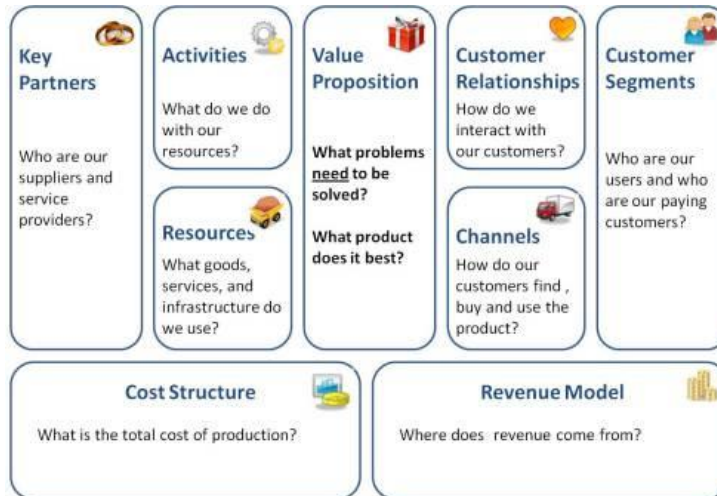 Key
Partners
Who are our
suppliers and
service
providers?
Activities
What do we do
with our
resources?
Resources
What goods,
services, and
infrastructure do
we use?
Value
Proposition
What problems
need to be
solved?
What product
does it best?
Customer
Relationships
How do we
interact with
our customers?
Channels
How do our
customers find ,
buy and use the
product?
Customer
Segments
Who are our
users and who
are our paying
customers?
Cost Structure
What is the total cost of production?
Revenue Model
Where does revenue come from?